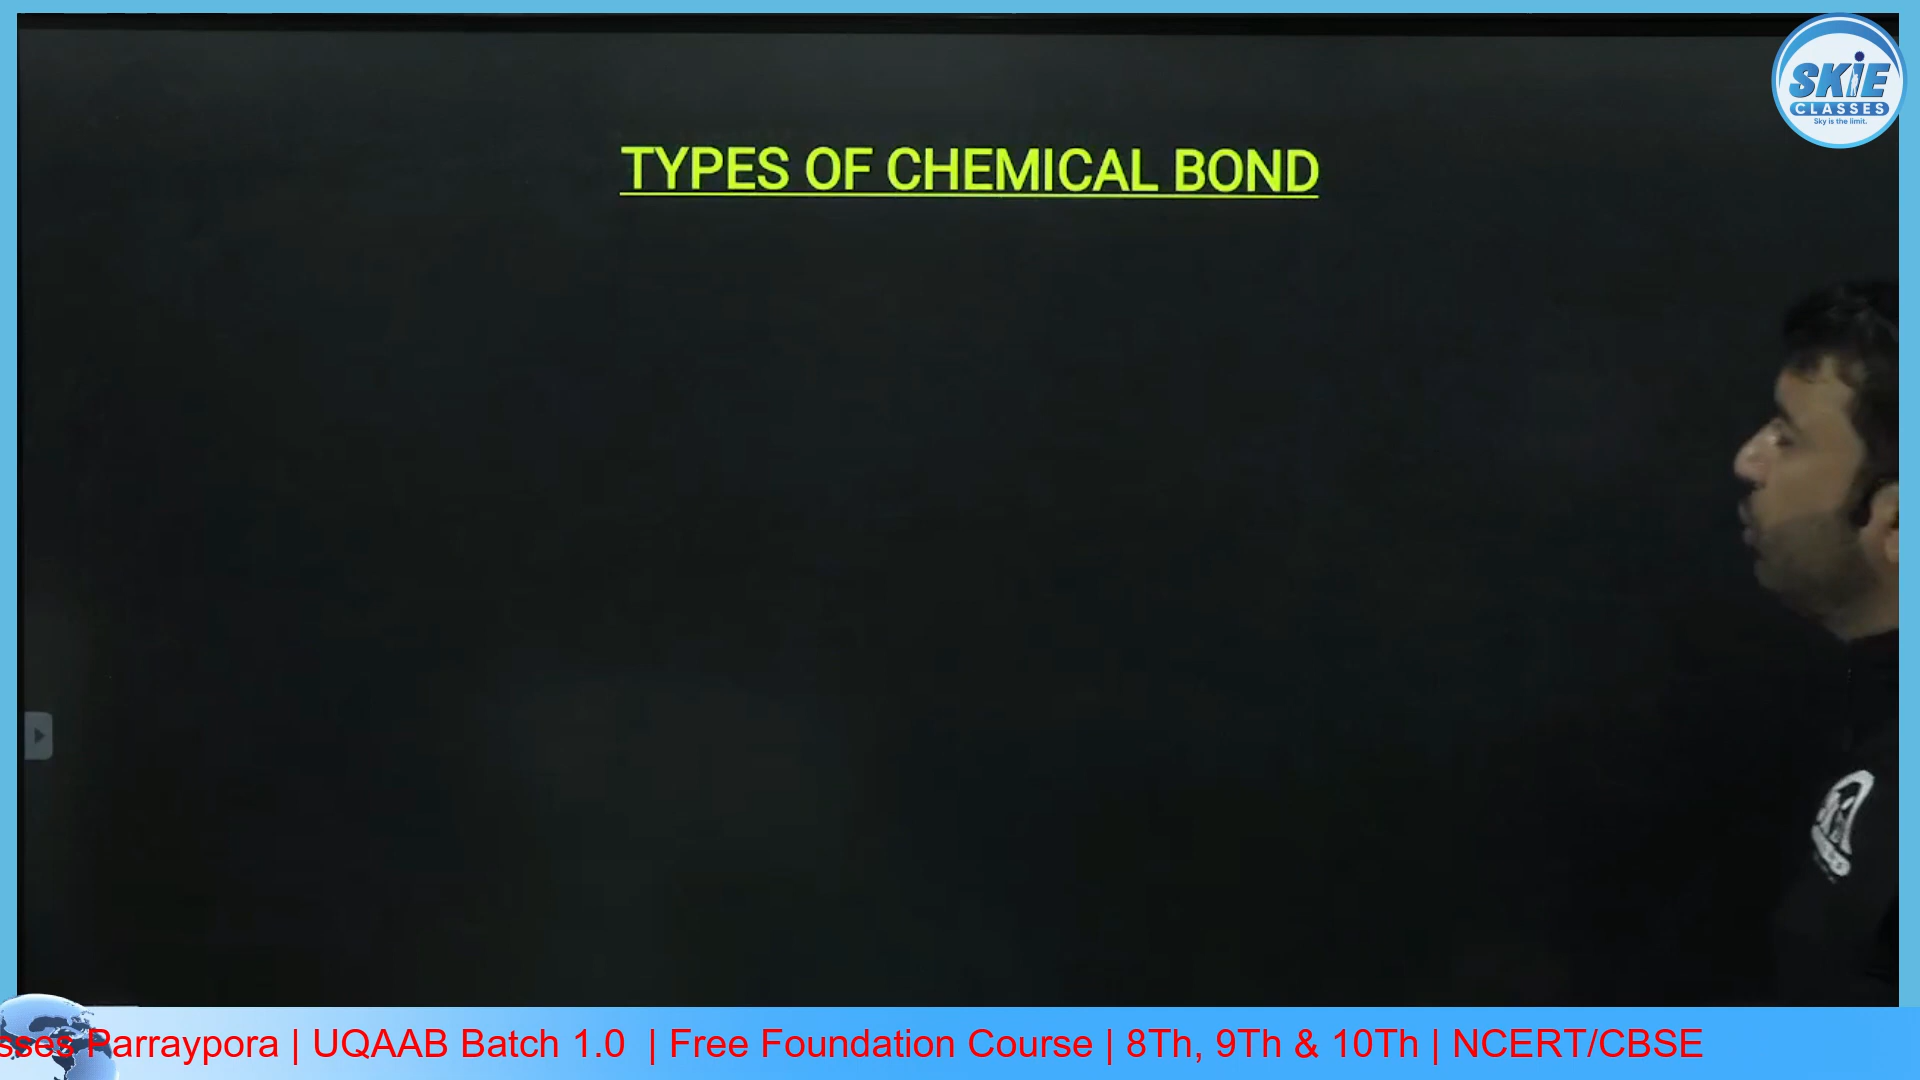 SKiE
CLASSES
Sky is the limit.
TYPES OF CHEMICAL BOND
sses Parraypora | UQAAB Batch 1.0 | Free Foundation Course | 8Th, 9Th & 10Th | NCERT/CBSE